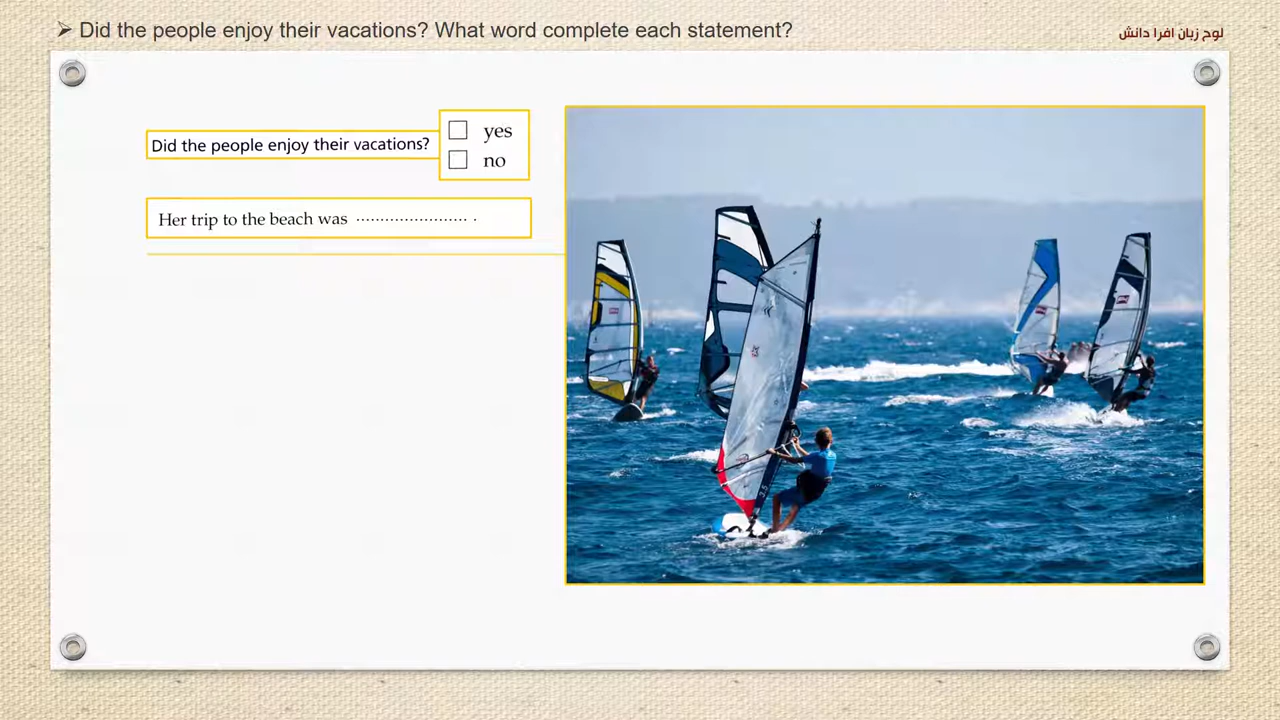 ➢ Did the people enjoy their vacations? What word complete each statement?
لوح زبان افرا دانش
Did the people enjoy their vacations?
☐ yes
☐ no
Her trip to the beach was ....................... .